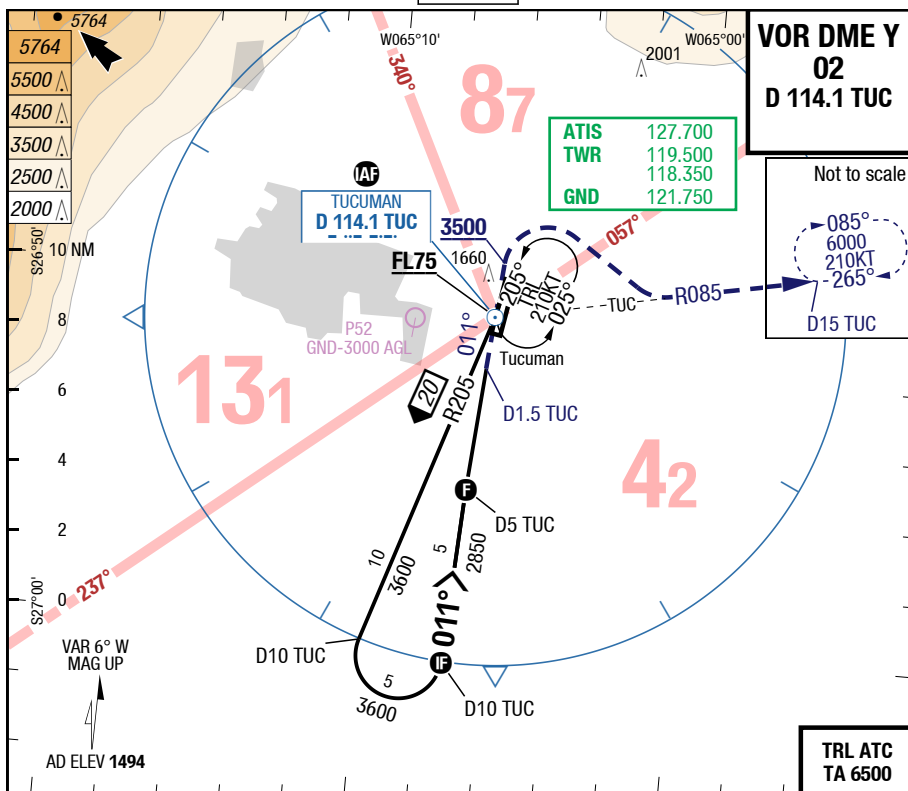 5764
5764
5500
4500
3500
2500
2000
W065°10'
W065°00'
2001
VOR DME Y
02
D 114.1 TUC
340°
87
ATIS 127.700
TWR 119.500
118.350
GND 121.750
Not to scale
085°
6000
210KT
265°
D15 TUC
IAF
TUCUMAN
D 114.1 TUC
3500
057°
S26°50'
10 NM
FL75
1660
205°
TRL
210KT
025°
TUC
R085
8
P52
GND-3000 AGL
011°
Tucuman
131
6
20
R205
D1.5 TUC
4
42
F
D5 TUC
2
10
3600
5
2850
237°
S27°00'
0
011°
VAR 6° W
MAG UP
D10 TUC
IF
5
3600
D10 TUC
AD ELEV 1494
TRL ATC
TA 6500